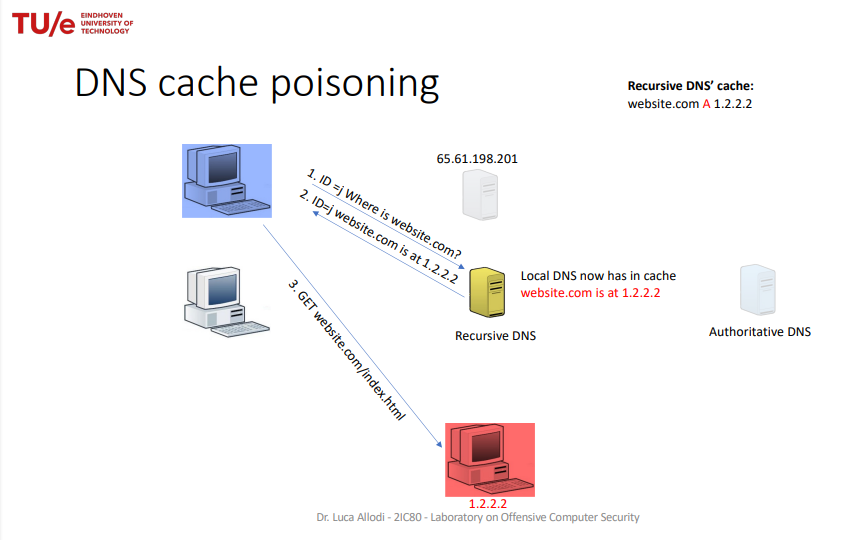 TU/e EINDHOVEN
UNIVERSITY OF
TECHNOLOGY
DNS cache poisoning
Recursive DNS’ cache:
website.com A 1.2.2.2
65.61.198.201
1. ID =j Where is website.com?
2. ID=j website.com is at 1.2.2.2
Local DNS now has in cache
website.com is at 1.2.2.2
3. GET website.com/index.html
Recursive DNS
Authoritative DNS
1.2.2.2
Dr. Luca Allodi - 2IC80 - Laboratory on Offensive Computer Security